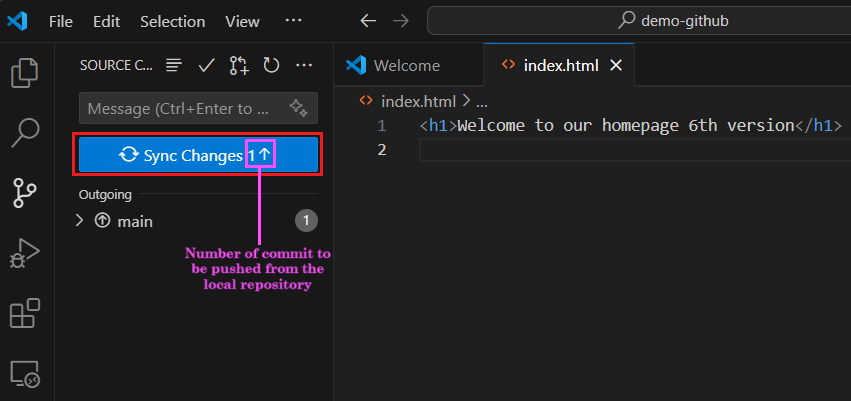 File Edit Selection View ··· demo-github
SOURCE C... ···
Message (Ctrl+Enter to ...
Sync Changes 1↑
Outgoing
main 1
Number of commit to
be pushed from the
local repository
Welcome index.html
index.html > ...
1 <h1>Welcome to our homepage 6th version</h1>
2